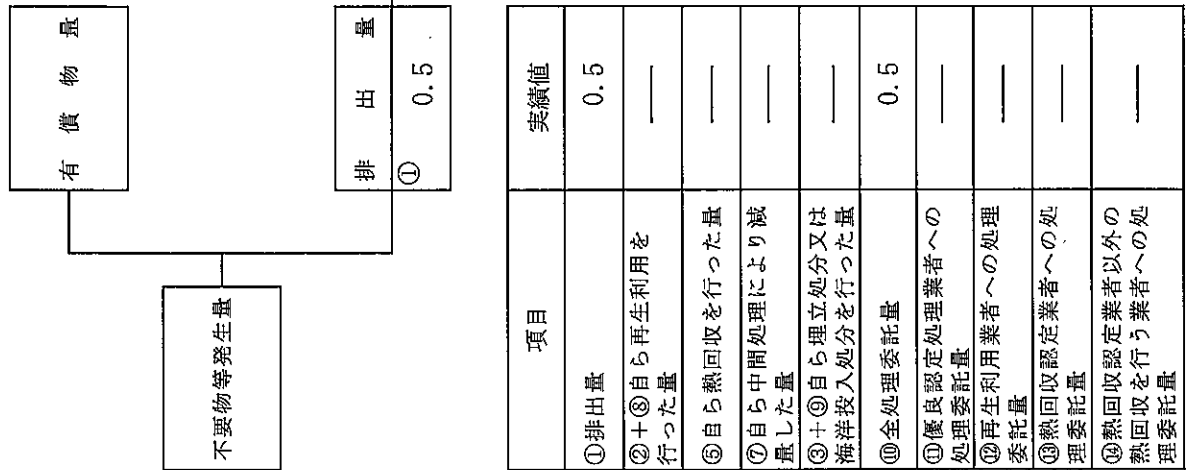 有償物量
不要物等発生量
排出量
①
0.5
項目
実績値
①排出量
0.5
②+⑧自ら再生利用を
行った量
―
⑤自ら熱回収を行った量
―
⑦自ら中間処理により減
量した量
―
③+⑨自ら埋立処分又は
海洋投入処分を行った量
―
⑩全処理委託量
0.5
⑪優良認定処理業者への
処理委託量
―
⑫再生利用業者への処理
委託量
―
⑬熱回収認定業者への処
理委託量
―
⑭熱回収認定業者以外の
熱回収を行う業者への処
理委託量
―